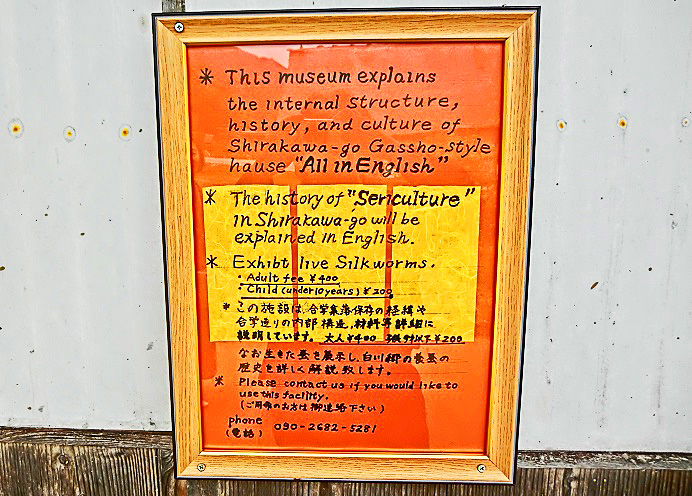 * This museum explains
the internal structure,
history, and culture of
Shirakawa-go Gassho-style
hause "All in English"
* The history of "Sericulture"
in Shirakawa-go will be
explained in English.
* Exhibt live Silkworms.
・Adult fee ¥400
・Child (under 10 years) ¥200
* この施設は、合掌集落保存の経緯や
合掌造りの内部構造、材料等詳細に
説明しています。 大人¥400 以下¥200
なお生きた蚕を展示し、白川郷の養蚕の
歴史を詳しく解説致します。
* Please contact us if you would like to
use this facility.
(ご用命のお方は御連絡下さい)
phone
(電話) 090-2682-5281